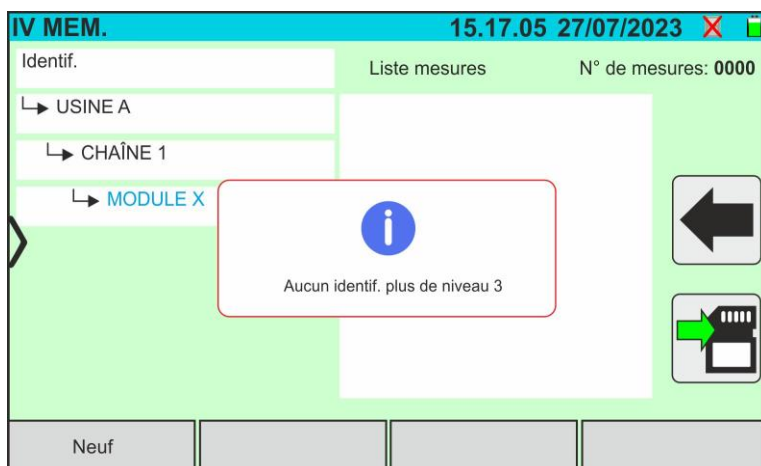 IV MEM. 15.17.05 27/07/2023
Identif.
Liste mesures N° de mesures: 0000
USINE A
CHAÎNE 1
MODULE X
Aucun identif. plus de niveau 3
Neuf